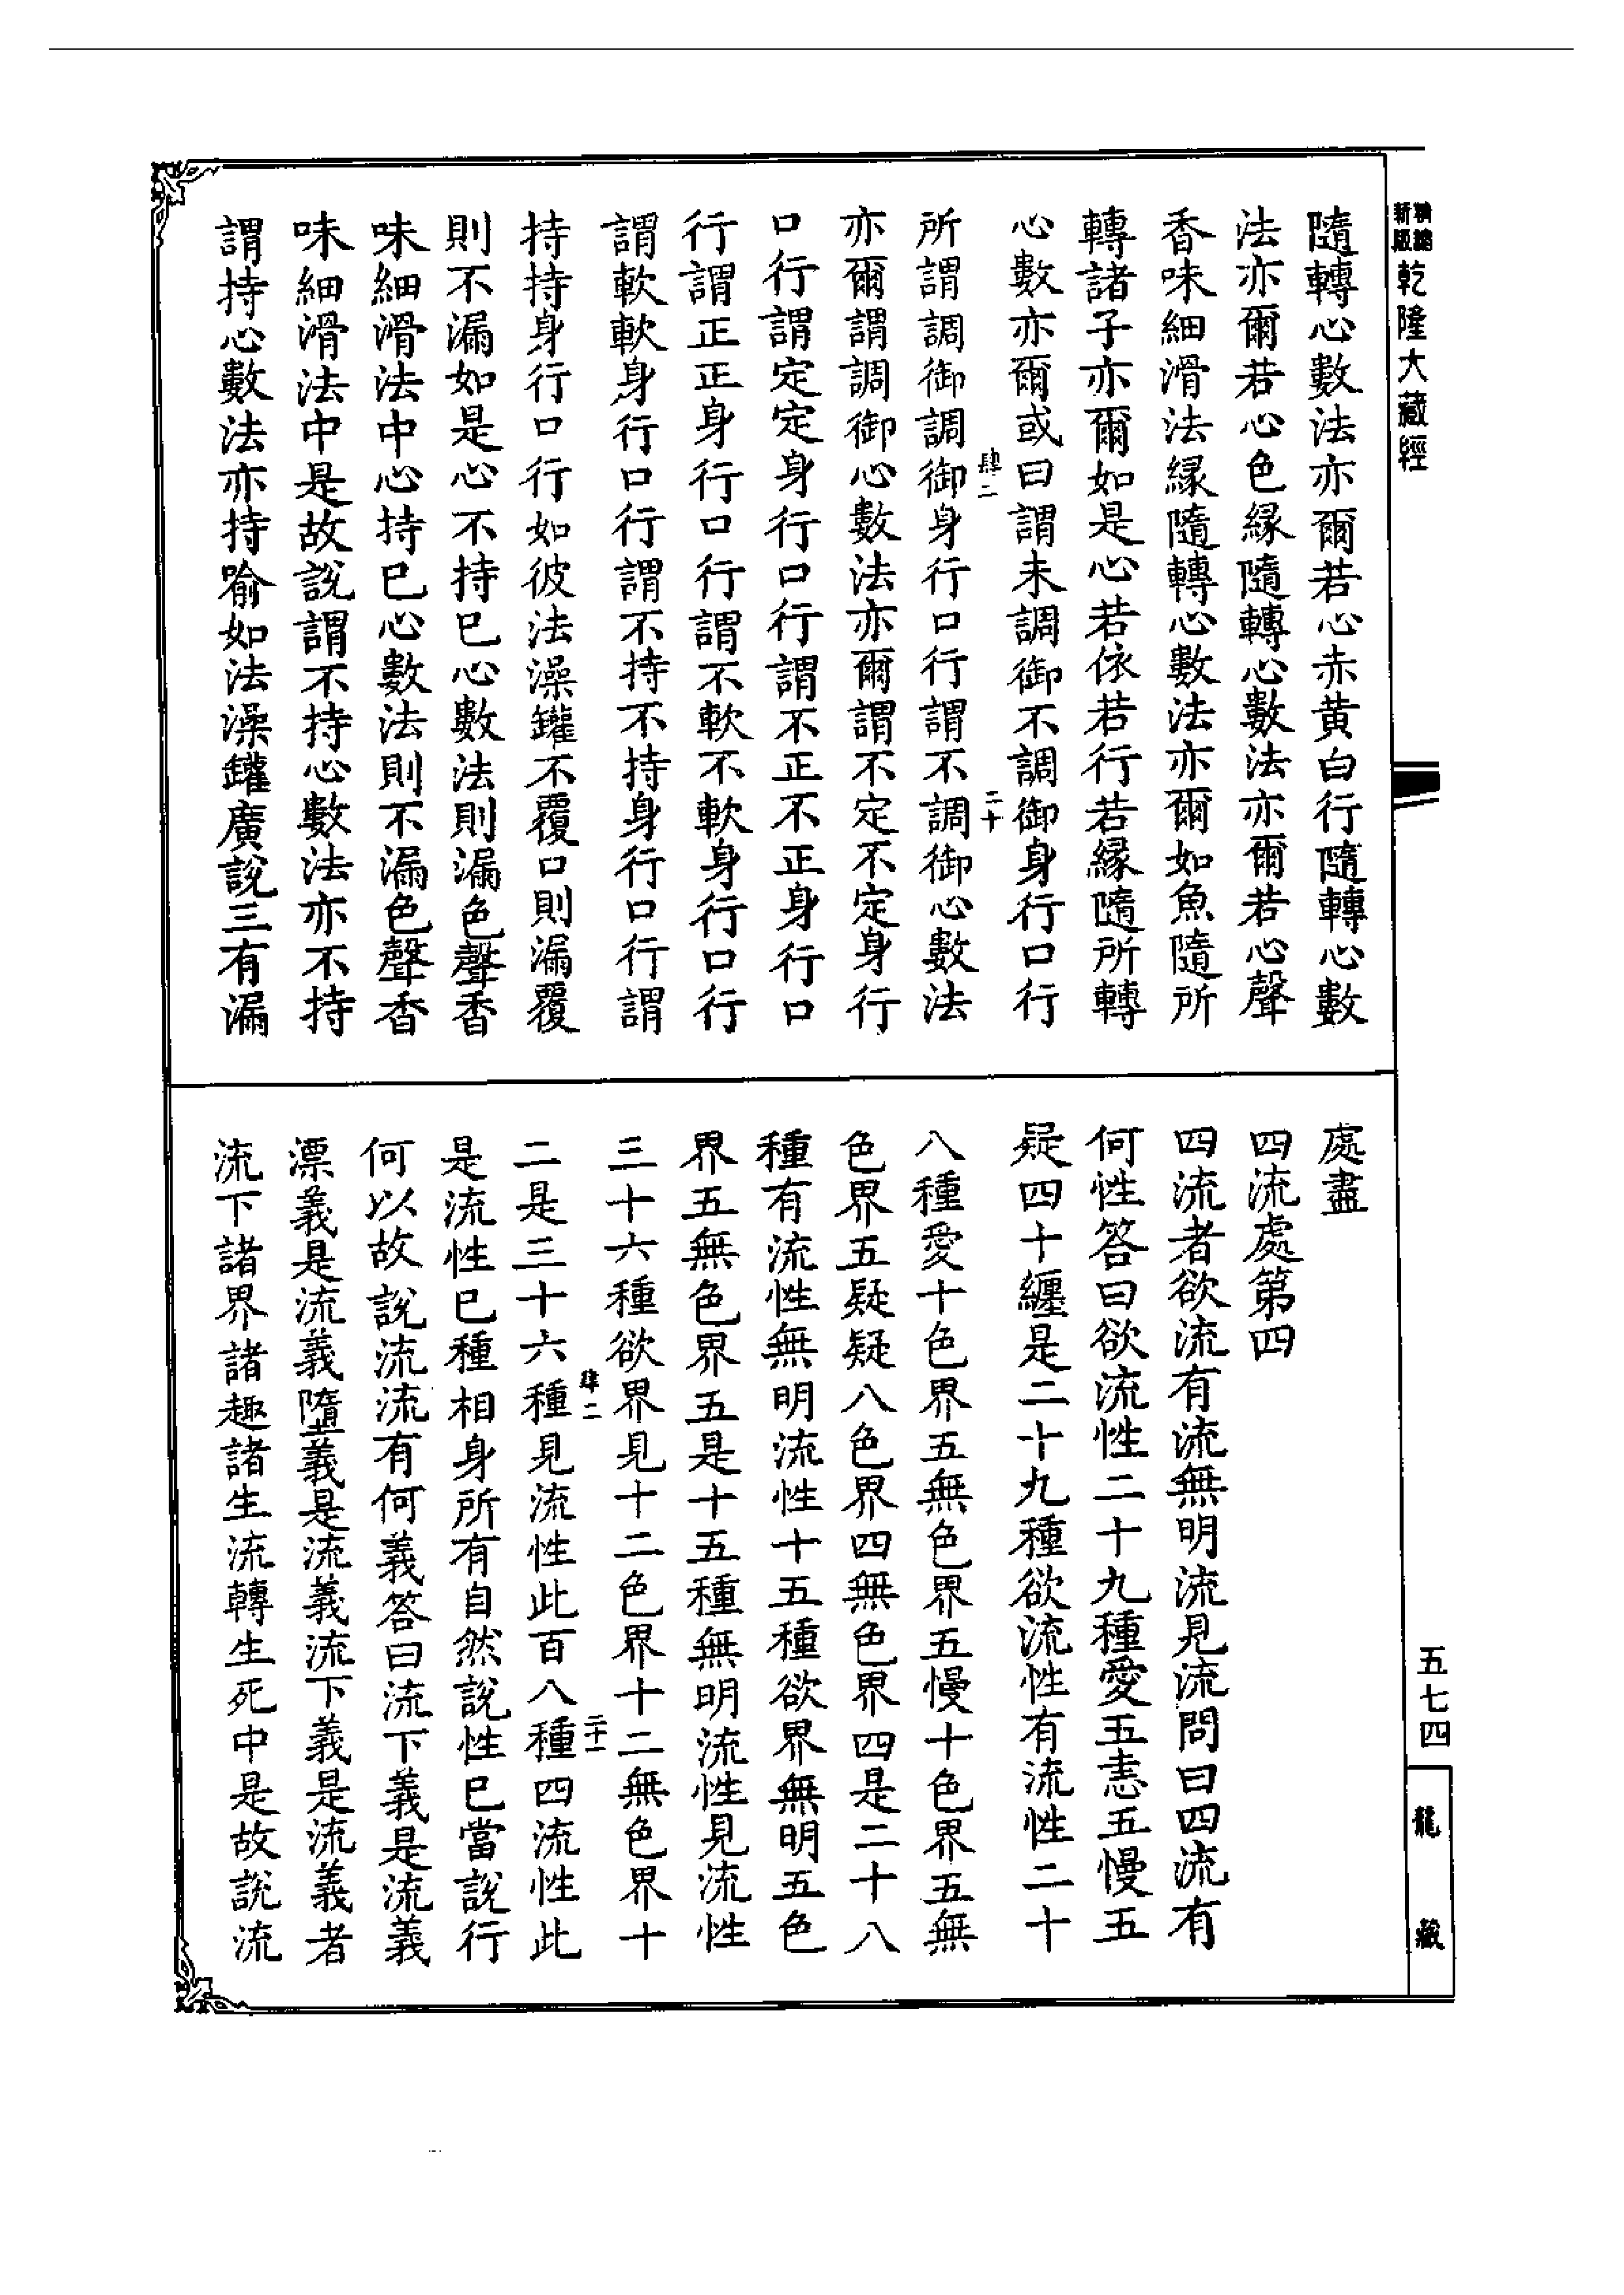 新版
乾隆大藏經
隨轉心數法亦爾若心赤黃白行隨轉心數
法亦爾若心色緣隨轉心數法亦爾若心聲
香味細滑法緣隨轉心數法亦爾如魚隨所
轉諸子亦爾如是心若依若行若緣隨所轉
心數亦爾或曰謂未調御不調御身行口行
所謂調御調御身行口行謂不調御心數法
肆二
二十
亦爾謂調御心數法亦爾謂不定不定身行
口行謂定定身行口行謂不正不正身行口
行謂正正身行口行謂不軟不軟身行口行
謂軟軟身行口行謂不持不持身行口行謂
持持身行口行如彼法澡罐不覆口則漏覆
則不漏如是心不持已心數法則漏色聲香
味細滑法中心持已心數法則不漏色聲香
味細滑法中是故說謂不持心數法亦不持
謂持心數法亦持喻如法澡罐廣說三有漏
處盡
四流處第四
四流者欲流有流無明流見流問曰四流有
何性答曰欲流性二十九種愛五恚五慢五
疑四十纏是二十九種欲流性有流性二十
八種愛十色界五無色界五慢十色界五無
色界五疑疑八色界四無色界四是二十八
種有流性無明流性十五種欲界無明五色
界五無色界五是十五種無明流性見流性
三十六種欲界見十二色界十二無色界十
二是三十六種見流性此百八種四流性此
肆二
二十一
是流性已種相身所有自然說性已當說行
何以故說流流有何義答曰流下義是流義
漂義是流義墮義是流義流下義是流義者
流下諸界諸趣諸生流轉生死中是故說流
五七四
龍藏